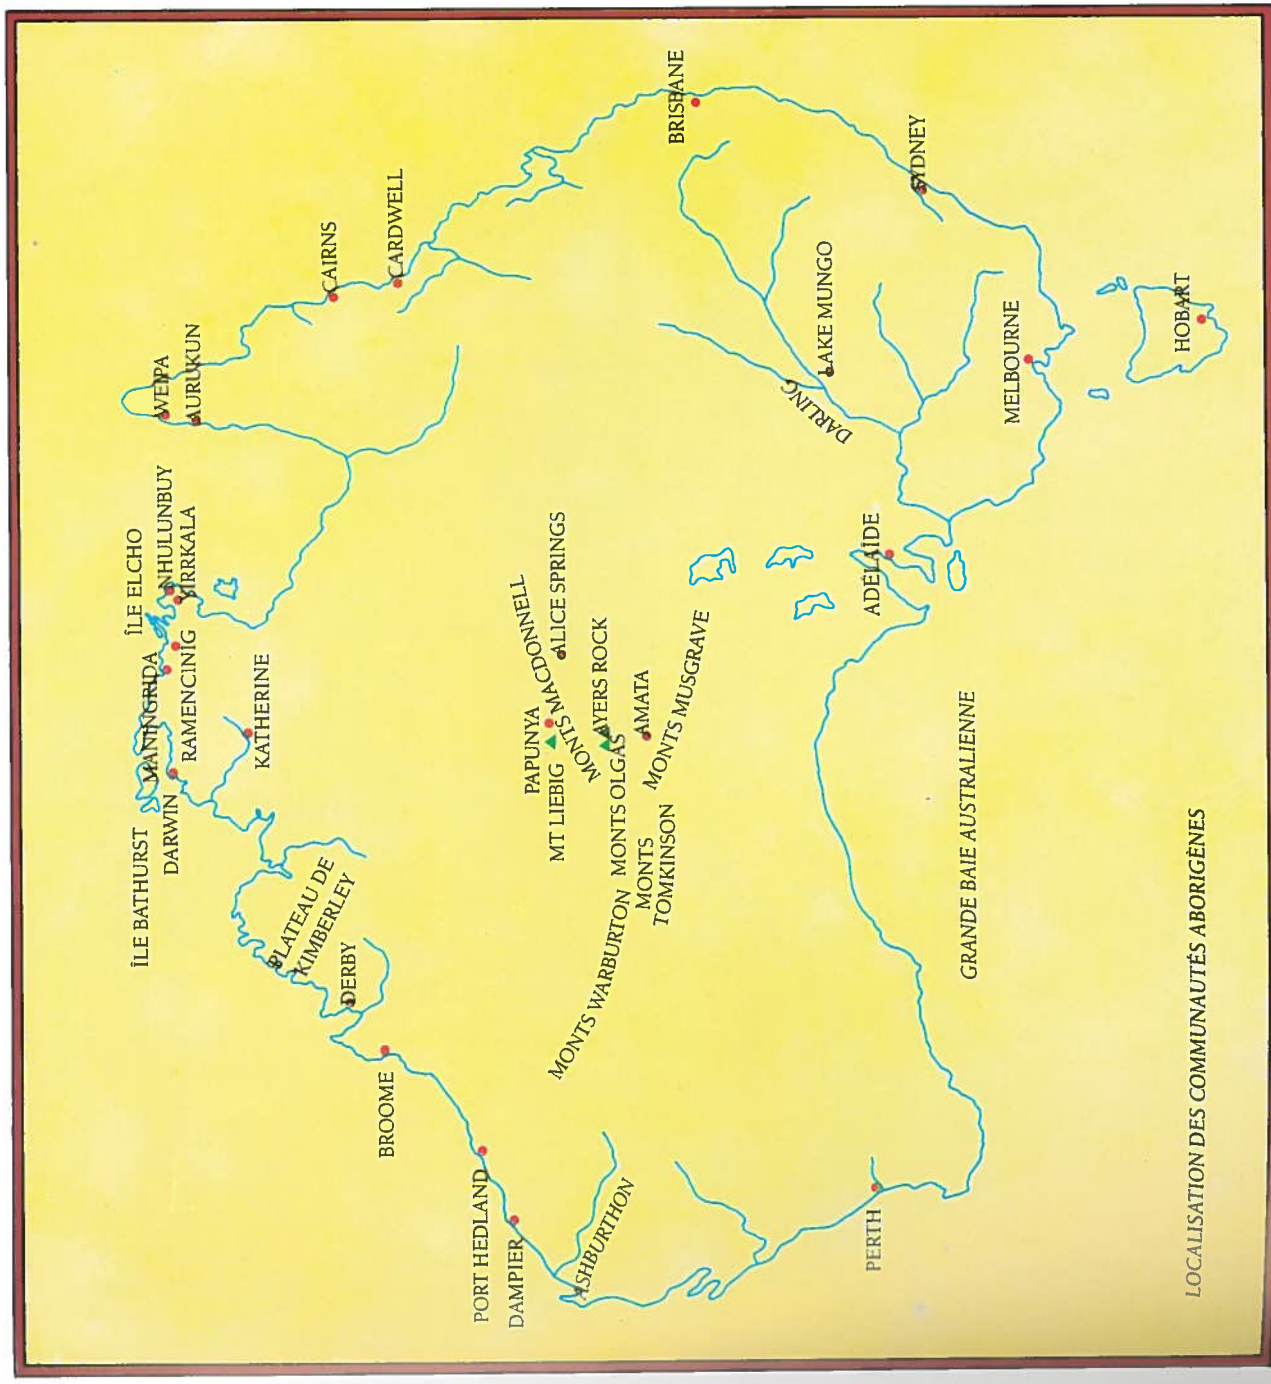 ÎLE BATHURST
DARWIN
MANINGRIDA
RAMENCINIG
ÎLE ELCHO
NHULUNBUY
YIRRKALA
KATHERINE
WEIPA
AURUKUN
CAIRNS
CARDWELL
PLATEAU DE
KIMBERLEY
DERBY
BROOME
PORT HEDLAND
DAMPIER
ASHBURTHON
PAPUNYA
MT LIEBIG
MONTS MACDONNELL
ALICE SPRINGS
AYERS ROCK
MONTS OLGAS
AMATA
MONTS MUSGRAVE
MONTS
TOMKINSON
MONTS WARBURTON
BRISBANE
SYDNEY
LAKE MUNGO
DARLING
MELBOURNE
ADÉLAÏDE
HOBART
PERTH
GRANDE BAIE AUSTRALIENNE
LOCALISATION DES COMMUNAUTÉS ABORIGÈNES